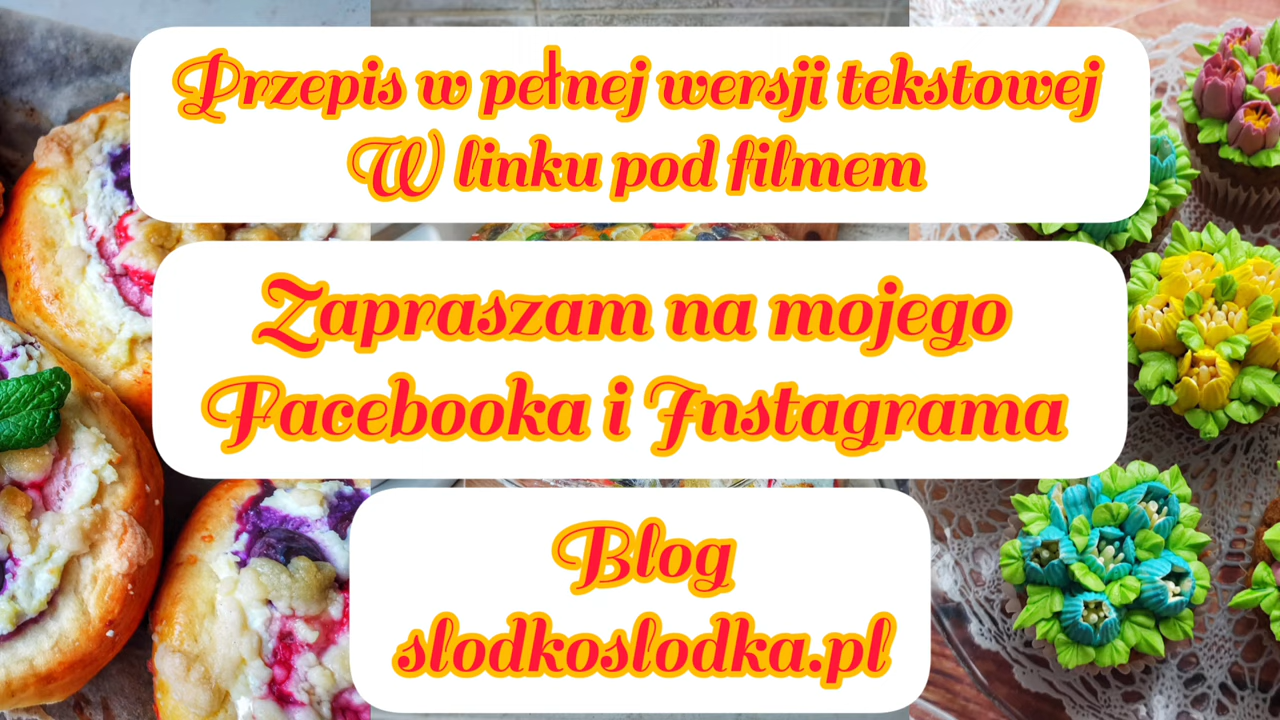 Przepis w pełnej wersji tekstowej
W linku pod filmem
Zapraszam na mojego
Facebooka i Instagrama
Blog
slodkoslodka.pl